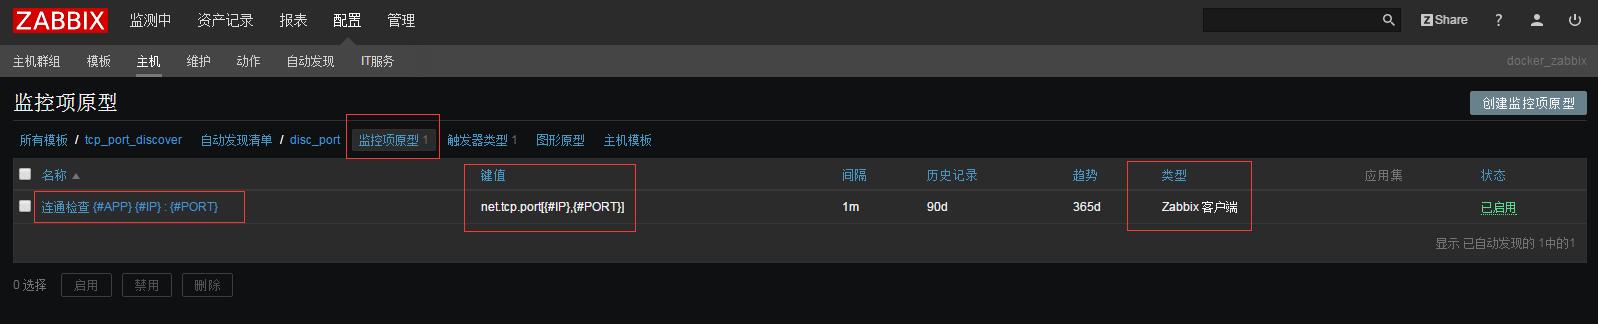 ZABBIX 监测中 资产记录 报表 配置 管理 Z Share ?
主机群组 模板 主机 维护 动作 自动发现 IT服务 docker_zabbix
监控项原型 创建监控项原型
所有模板 / tcp_port_discover 自动发现清单 / disc_port 监控项原型 1 触发器类型 1 图形原型 主机模板
名称 键值 间隔 历史记录 趋势 类型 应用集 状态
连通检查 {#APP} {#IP} : {#PORT} net.tcp.port[{#IP},{#PORT}] 1m 90d 365d Zabbix 客户端 已启用
显示 已自动发现的 1中的1
0 选择 启用 禁用 删除